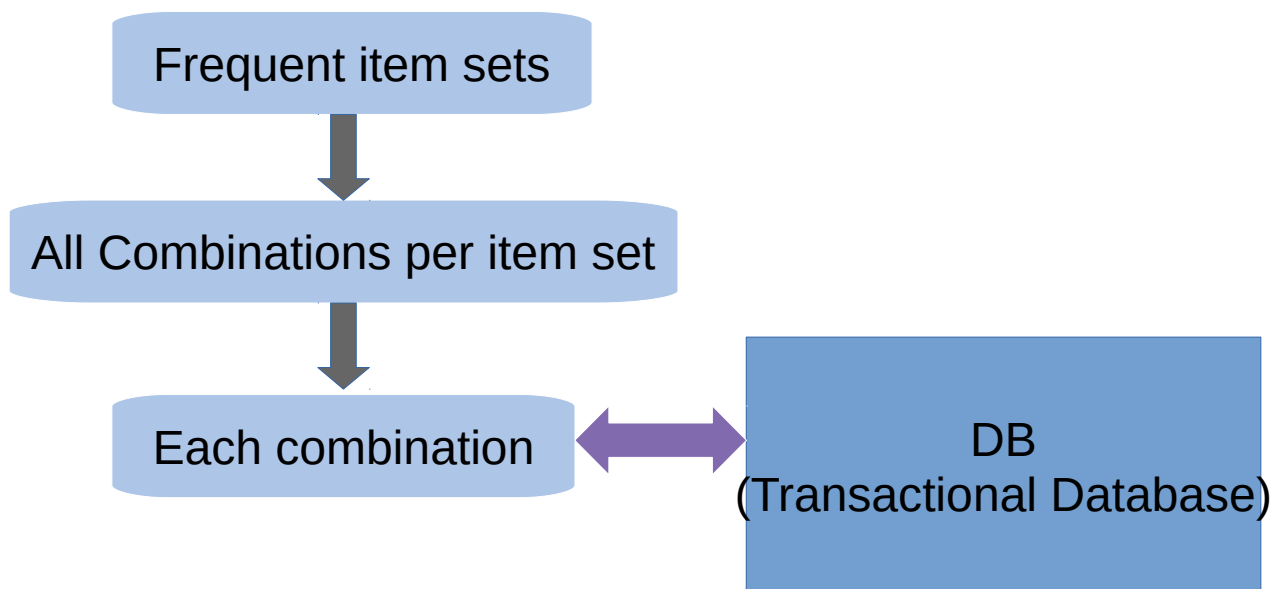 Frequent item sets
All Combinations per item set
Each combination
DB
(Transactional Database)